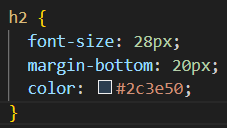 h2 {
  font-size: 28px;
  margin-bottom: 20px;
  color: #2c3e50;
}